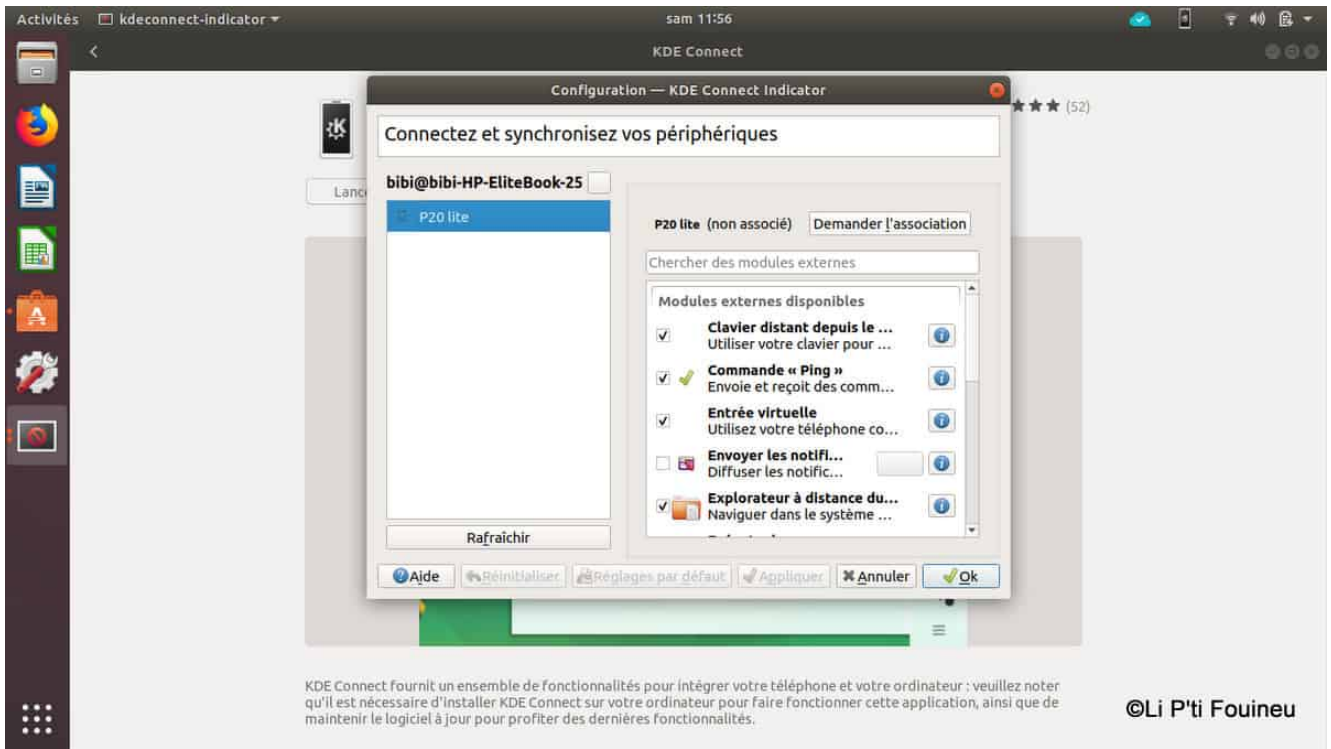 Activités kdeconnect-indicator sam 11:56
KDE Connect
Configuration — KDE Connect Indicator
(52)
Connectez et synchronisez vos périphériques
bibi@bibi-HP-EliteBook-25
Lanc
P20 lite
P20 lite (non associé) Demander l'association
Chercher des modules externes
Modules externes disponibles
Clavier distant depuis le ...
Utiliser votre clavier pour ...
Commande « Ping »
Envoie et reçoit des comm...
Entrée virtuelle
Utilisez votre téléphone co...
Envoyer les notifi...
Diffuser les notific...
Explorateur à distance du...
Naviguer dans le système ...
Rafraîchir
Aide Réinitialiser Réglages par défaut Appliquer Annuler Ok
KDE Connect fournit un ensemble de fonctionnalités pour intégrer votre téléphone et votre ordinateur : veuillez noter
qu'il est nécessaire d'installer KDE Connect sur votre ordinateur pour faire fonctionner cette application, ainsi que de
maintenir le logiciel à jour pour profiter des dernières fonctionnalités.
©Li P'ti Fouineu